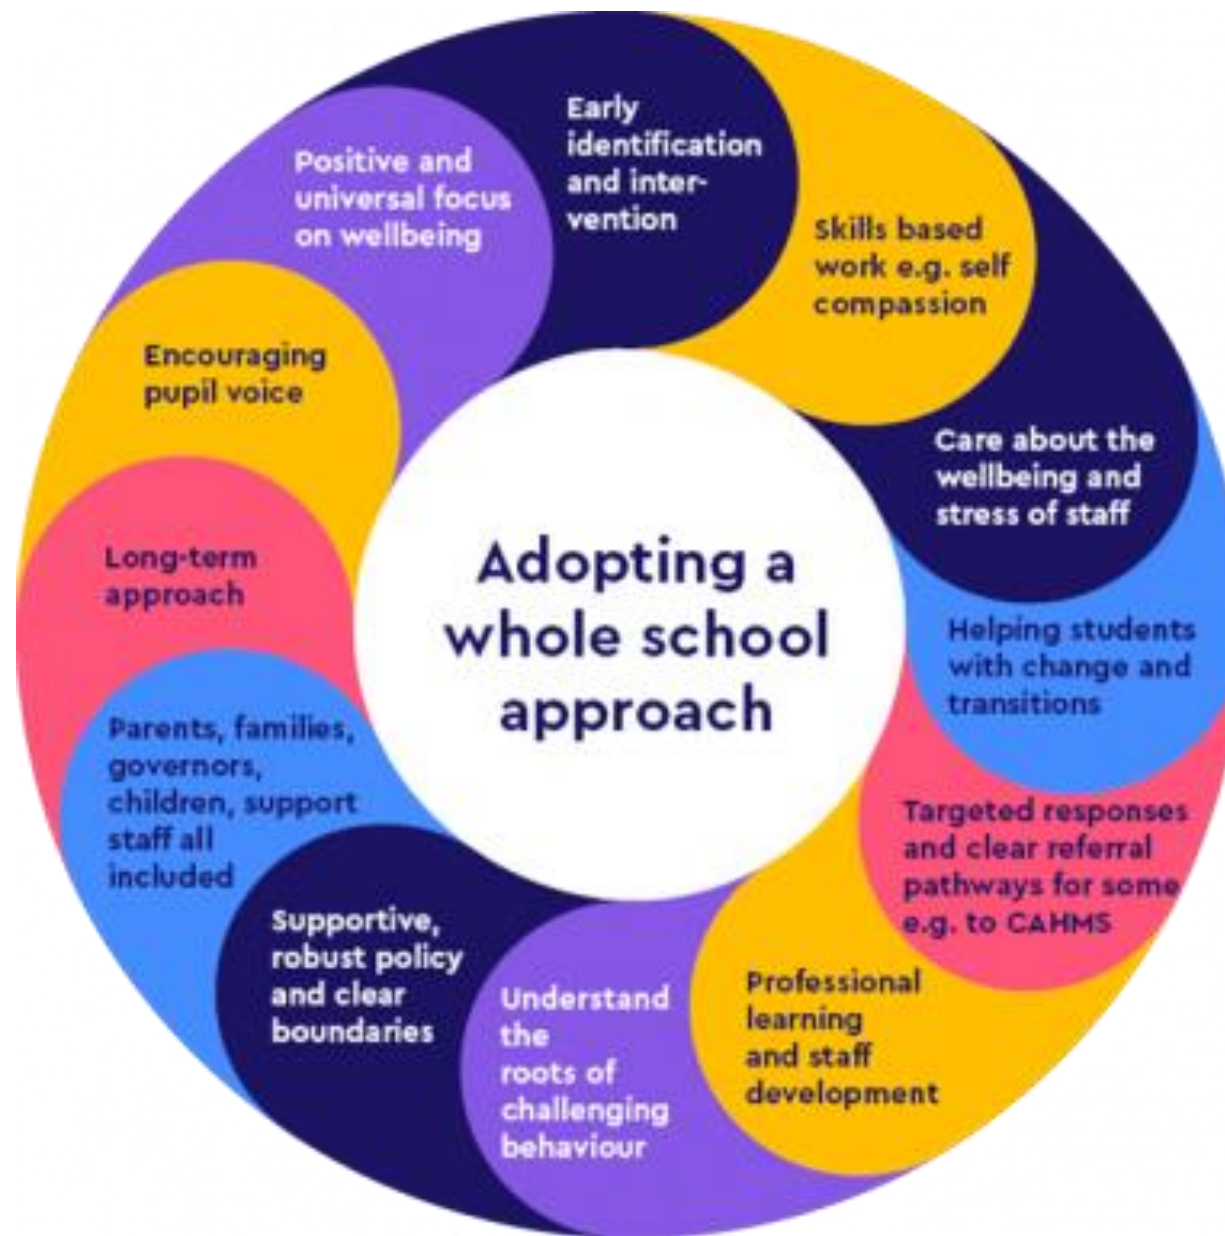 Adopting a
whole school
approach
Early
identification
and inter-
vention
Skills based
work e.g. self
compassion
Care about the
wellbeing and
stress of staff
Helping students
with change and
transitions
Targeted responses
and clear referral
pathways for some
e.g. to CAHMS
Professional
learning
and staff
development
Understand
the
roots of
challenging
behaviour
Supportive,
robust policy
and clear
boundaries
Parents, families,
governors,
children, support
staff all
included
Long-term
approach
Encouraging
pupil voice
Positive and
universal focus
on wellbeing